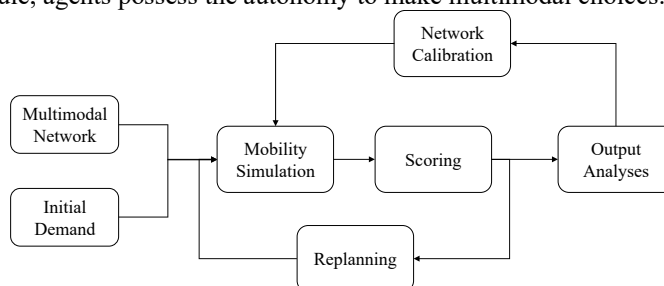 ule, agents possess the autonomy to make multimodal choices.
Network
Calibration
Multimodal
Network
Mobility
Simulation
Scoring
Output
Analyses
Initial
Demand
Replanning